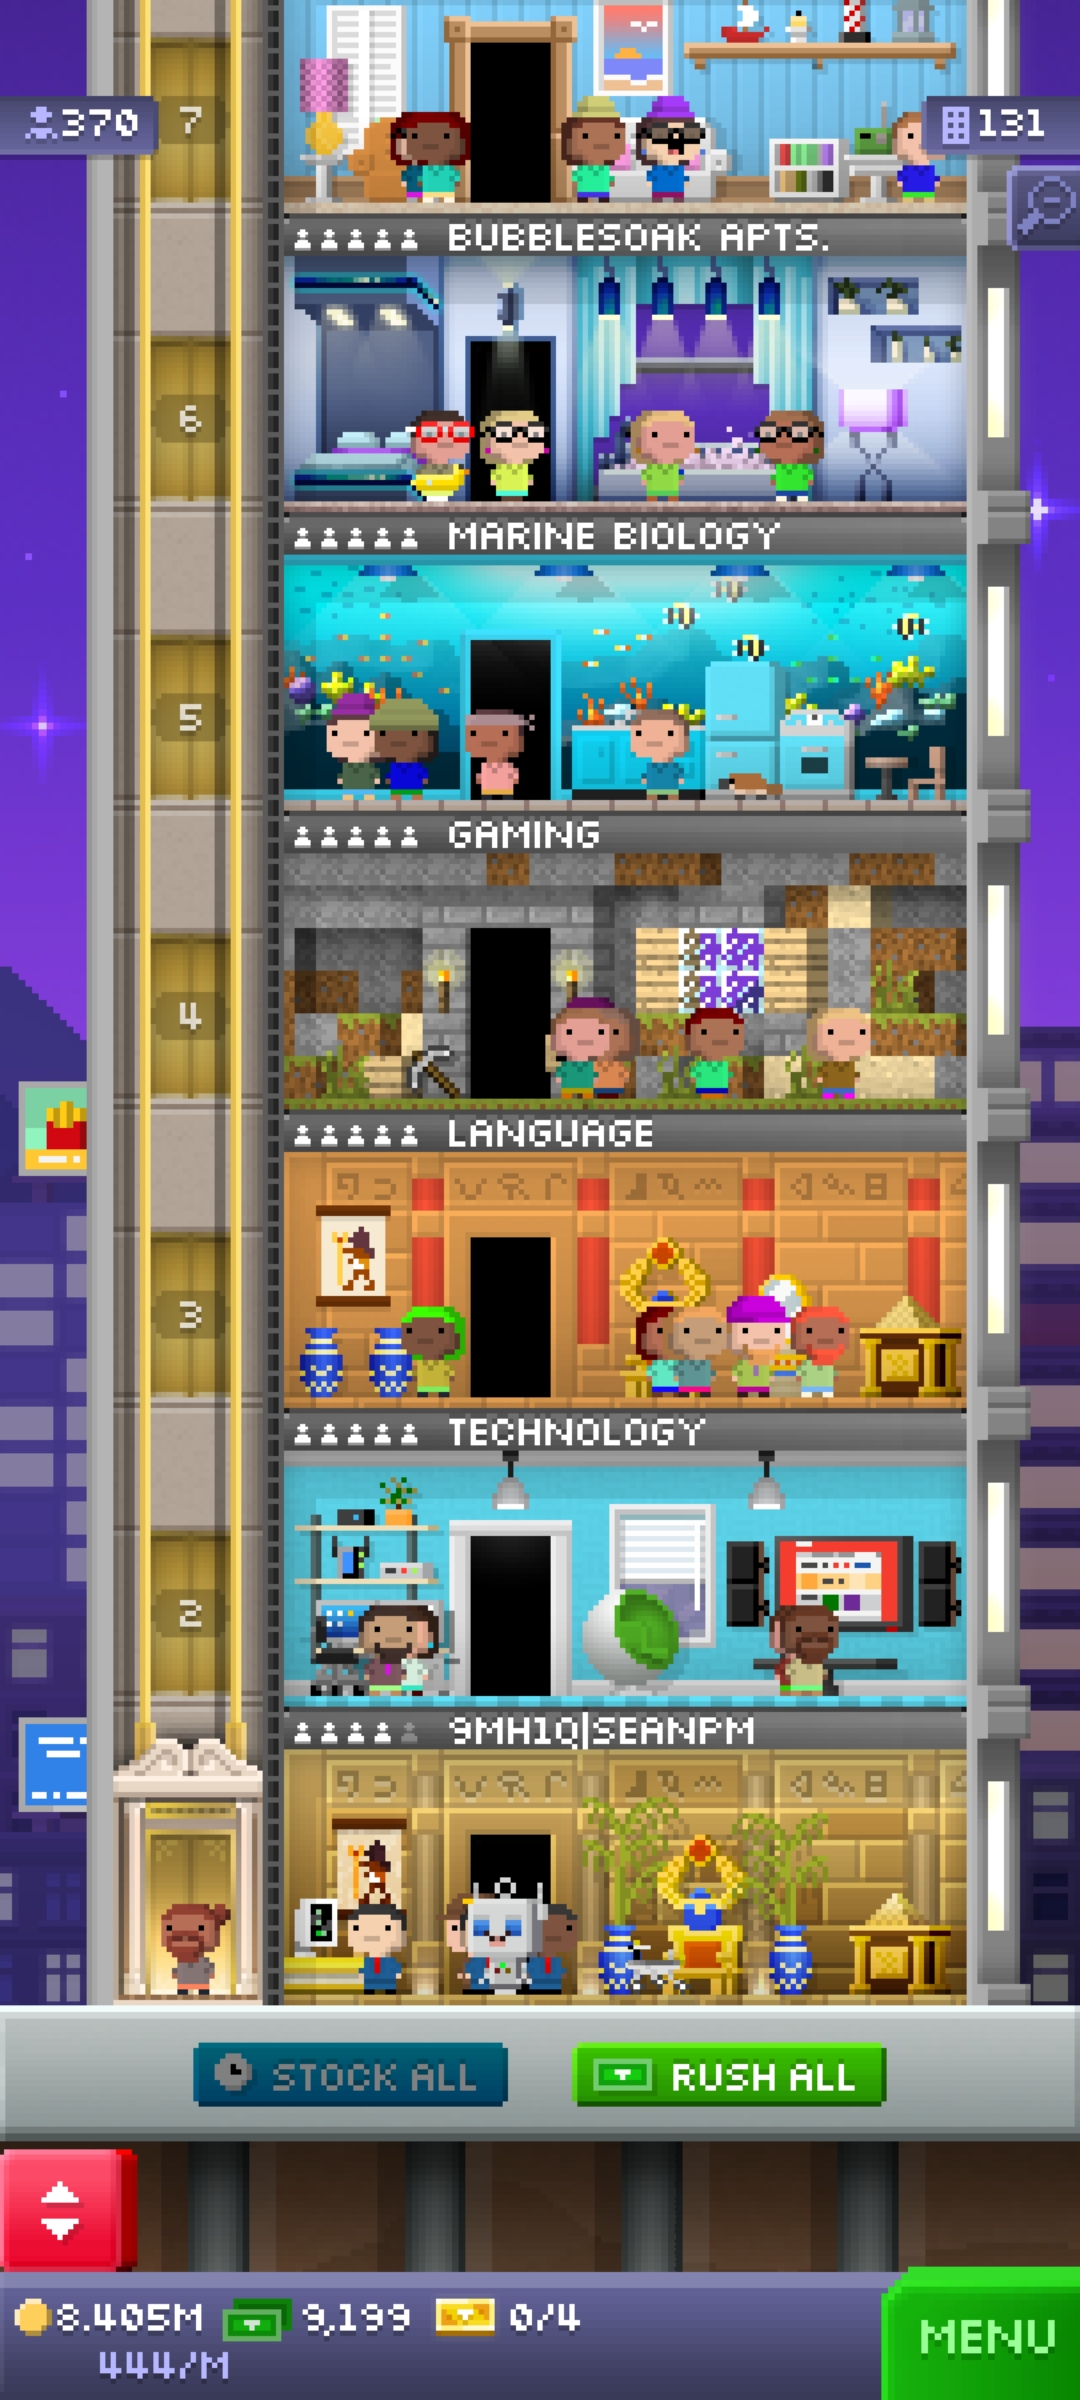 370
7
131
BUBBLESOAK APTS.
6
MARINE BIOLOGY
5
GAMING
4
LANGUAGE
3
TECHNOLOGY
2
9MH1Q|SEANPM
STOCK ALL
RUSH ALL
8.405M
9,199
0/4
444/M
MENU